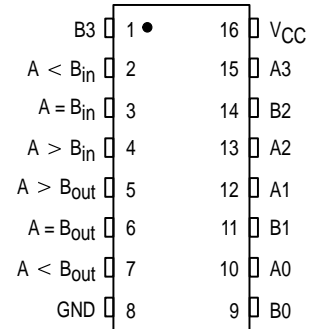 B3 1 16 VCC
A < Bin 2 15 A3
A = Bin 3 14 B2
A > Bin 4 13 A2
A > Bout 5 12 A1
A = Bout 6 11 B1
A < Bout 7 10 A0
GND 8 9 B0